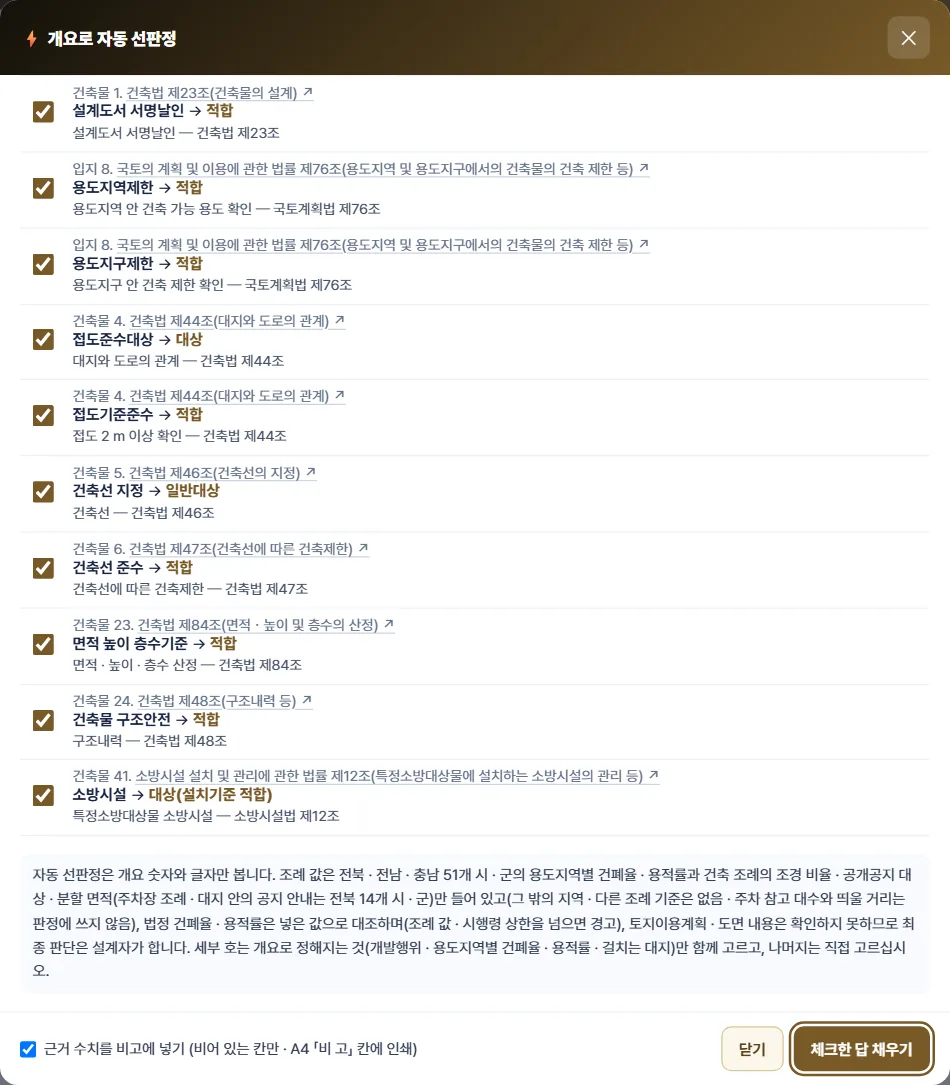 개요로 자동 선판정
건축물 1. 건축법 제23조(건축물의 설계) ↗
설계도서 서명날인 → 적합
설계도서 서명날인 — 건축법 제23조
입지 8. 국토의 계획 및 이용에 관한 법률 제76조(용도지역 및 용도지구에서의 건축물의 건축 제한 등) ↗
용도지역제한 → 적합
용도지역 안 건축 가능 용도 확인 — 국토계획법 제76조
입지 8. 국토의 계획 및 이용에 관한 법률 제76조(용도지역 및 용도지구에서의 건축물의 건축 제한 등) ↗
용도지구제한 → 적합
용도지구 안 건축 제한 확인 — 국토계획법 제76조
건축물 4. 건축법 제44조(대지와 도로의 관계) ↗
접도준수대상 → 대상
대지와 도로의 관계 — 건축법 제44조
건축물 4. 건축법 제44조(대지와 도로의 관계) ↗
접도기준준수 → 적합
접도 2 m 이상 확인 — 건축법 제44조
건축물 5. 건축법 제46조(건축선의 지정) ↗
건축선 지정 → 일반대상
건축선 — 건축법 제46조
건축물 6. 건축법 제47조(건축선에 따른 건축제한) ↗
건축선 준수 → 적합
건축선에 따른 건축제한 — 건축법 제47조
건축물 23. 건축법 제84조(면적 · 높이 및 층수의 산정) ↗
면적 높이 층수기준 → 적합
면적 · 높이 · 층수 산정 — 건축법 제84조
건축물 24. 건축법 제48조(구조내력 등) ↗
건축물 구조안전 → 적합
구조내력 — 건축법 제48조
건축물 41. 소방시설 설치 및 관리에 관한 법률 제12조(특정소방대상물에 설치하는 소방시설의 관리 등) ↗
소방시설 → 대상(설치기준 적합)
특정소방대상물 소방시설 — 소방시설법 제12조
자동 선판정은 개요 숫자와 글자만 봅니다. 조례 값은 전북 · 전남 · 충남 51개 시 · 군의 용도지역별 건폐율 · 용적률과 건축 조례의 조경 비율 · 공개공지 대
상 · 분할 면적(주차장 조례 · 대지 안의 공지 안내는 전북 14개 시 · 군)만 들어 있고(그 밖의 지역 · 다른 조례 기준은 없음 · 주차 참고 대수와 띄울 거리는
판정에 쓰지 않음), 법정 건폐율 · 용적률은 넣은 값으로 대조하며(조례 값 · 시행령 상한을 넘으면 경고), 토지이용계획 · 도면 내용은 확인하지 못하므로 최
종 판단은 설계자가 합니다. 세부 호는 개요로 정해지는 것(개발행위 · 용도지역별 건폐율 · 용적률 · 걸치는 대지)만 함께 고르고, 나머지는 직접 고르십시
오.
근거 수치를 비고에 넣기 (비어 있는 칸만 · A4 「비 고」 칸에 인쇄)
닫기
체크한 답 채우기